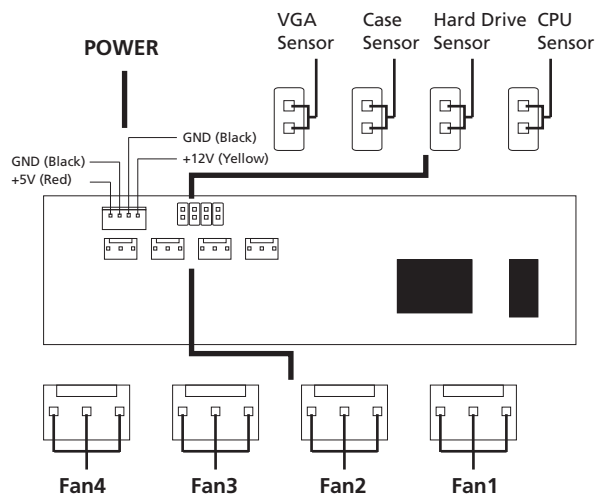 VGA Sensor
Case Sensor
Hard Drive Sensor
CPU Sensor
POWER
GND (Black)
+12V (Yellow)
GND (Black)
+5V (Red)
Fan4
Fan3
Fan2
Fan1